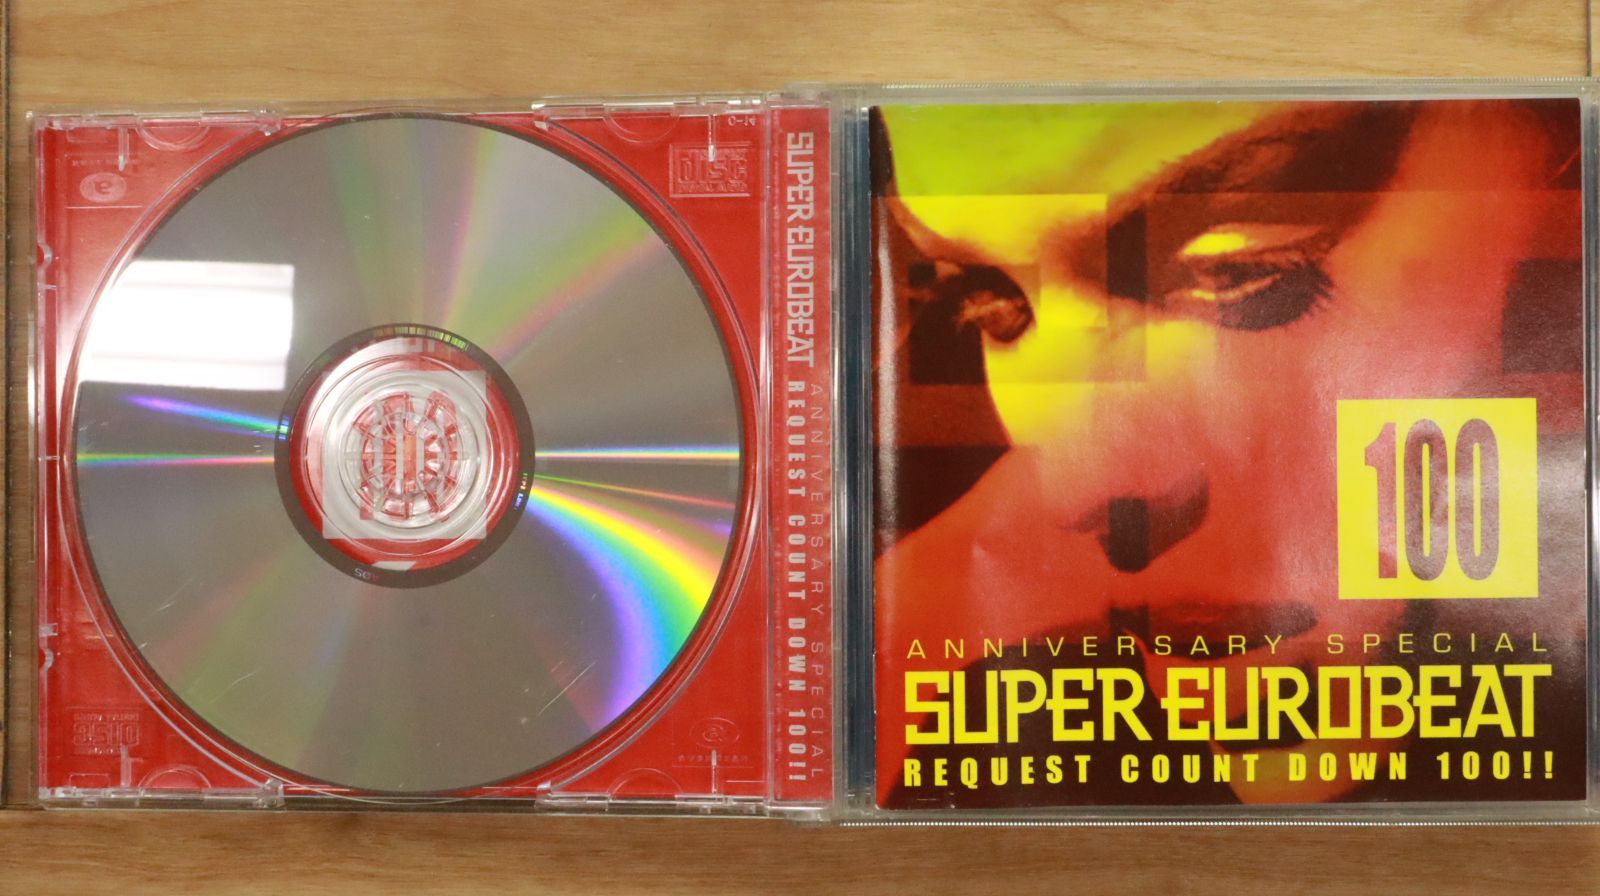 SUPER EUROBEAT
ANNIVERSARY SPECIAL
REQUEST COUNT DOWN 100!!
100
ANNIVERSARY SPECIAL
SUPER EUROBEAT
REQUEST COUNT DOWN 100!!